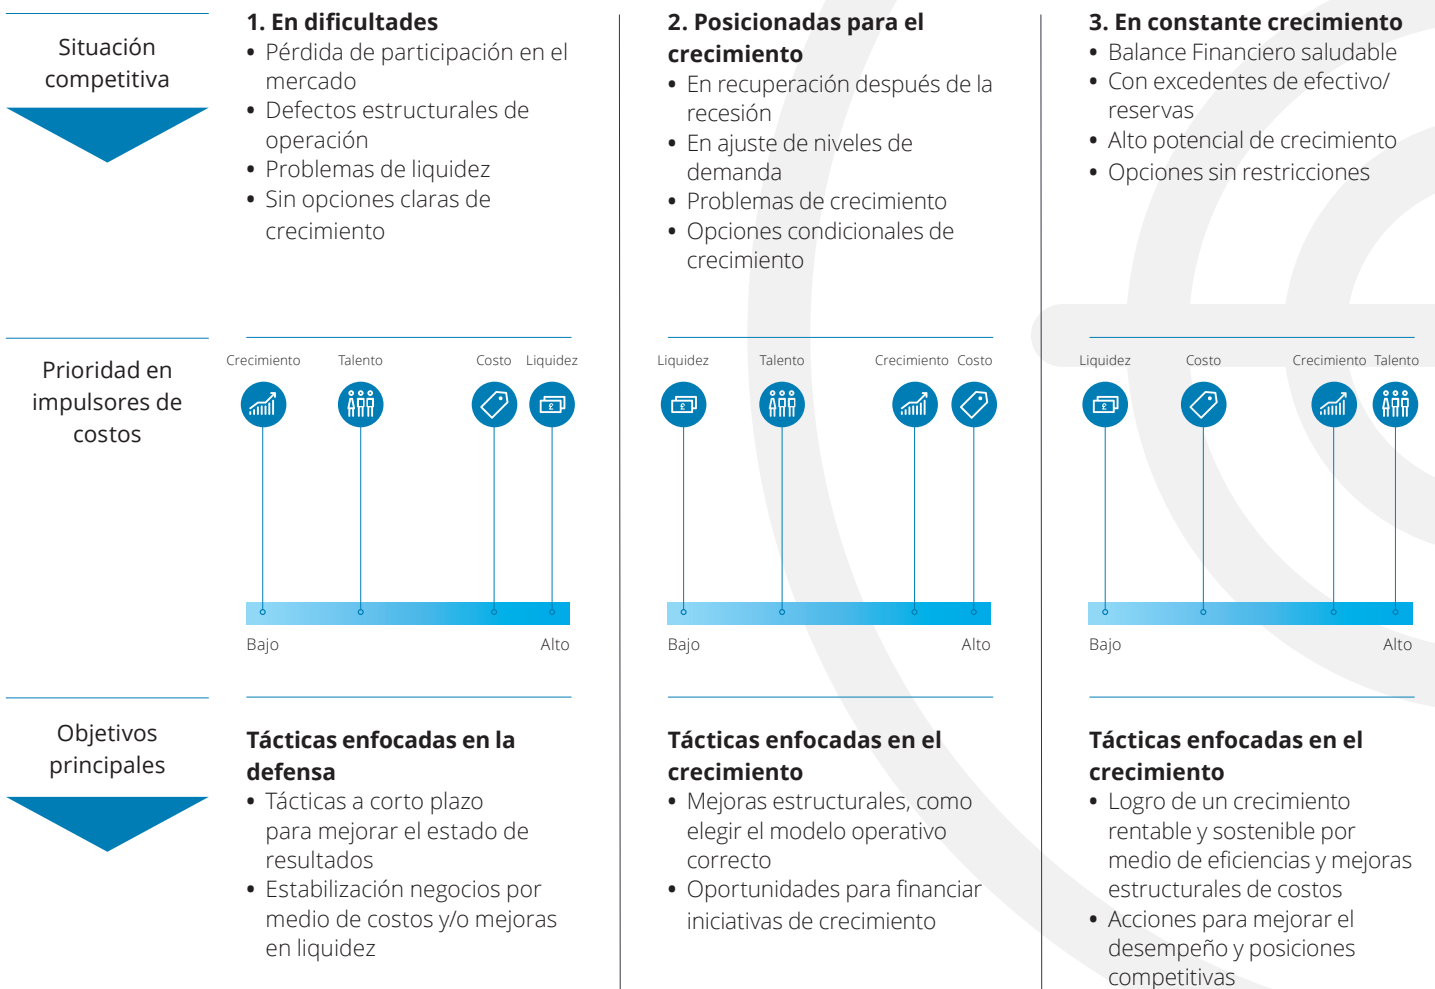 Situación
competitiva
1. En dificultades
• Pérdida de participación en el
mercado
• Defectos estructurales de
operación
• Problemas de liquidez
• Sin opciones claras de
crecimiento
2. Posicionadas para el
crecimiento
• En recuperación después de la
recesión
• En ajuste de niveles de
demanda
• Problemas de crecimiento
• Opciones condicionales de
crecimiento
3. En constante crecimiento
• Balance Financiero saludable
• Con excedentes de efectivo/
reservas
• Alto potencial de crecimiento
• Opciones sin restricciones
Prioridad en
impulsores de
costos
Crecimiento Talento Costo Liquidez
£
Bajo Alto
Liquidez Talento Crecimiento Costo
£
Bajo Alto
Liquidez Costo Crecimiento Talento
£
Bajo Alto
Objetivos
principales
Tácticas enfocadas en la
defensa
• Tácticas a corto plazo
para mejorar el estado de
resultados
• Estabilización negocios por
medio de costos y/o mejoras
en liquidez
Tácticas enfocadas en el
crecimiento
• Mejoras estructurales, como
elegir el modelo operativo
correcto
• Oportunidades para financiar
iniciativas de crecimiento
Tácticas enfocadas en el
crecimiento
• Logro de un crecimiento
rentable y sostenible por
medio de eficiencias y mejoras
estructurales de costos
• Acciones para mejorar el
desempeño y posiciones
competitivas